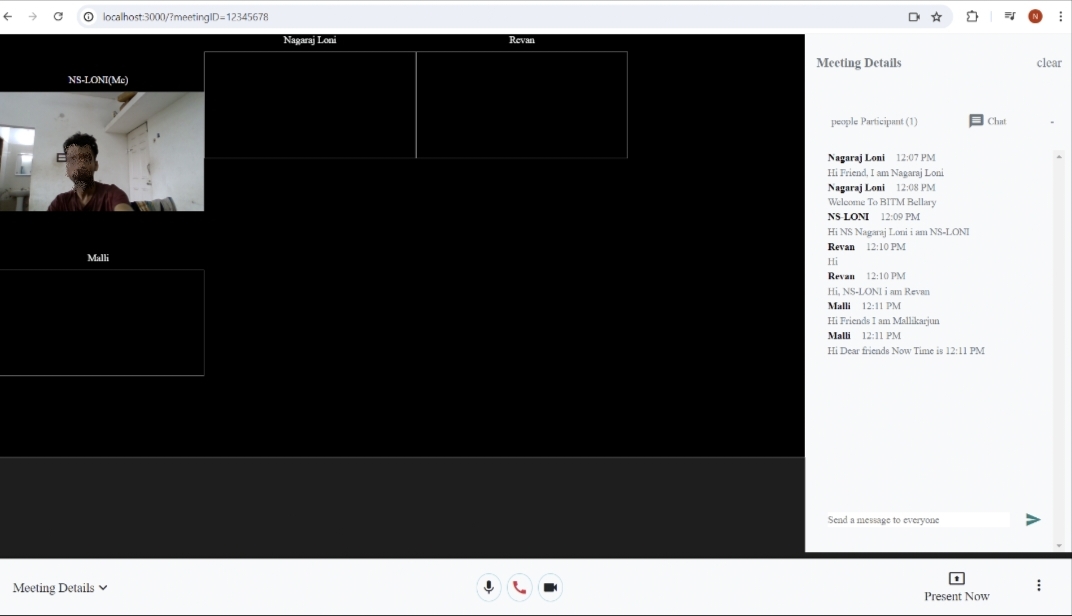 localhost:3000/?meetingID=12345678
N
Nagaraj Loni
Revan
NS-LONI(Me)
Malli
Meeting Details
clear
people Participant (1)
Chat
Nagaraj Loni 12:07 PM
Hi Friend, I am Nagaraj Loni
Nagaraj Loni 12:08 PM
Welcome To BITM Bellary
NS-LONI 12:09 PM
Hi NS Nagaraj Loni i am NS-LONI
Revan 12:10 PM
Hi
Revan 12:10 PM
Hi, NS-LONI i am Revan
Malli 12:11 PM
Hi Friends I am Mallikarjun
Malli 12:11 PM
Hi Dear friends Now Time is 12:11 PM
Send a message to everyone
Meeting Details
Present Now